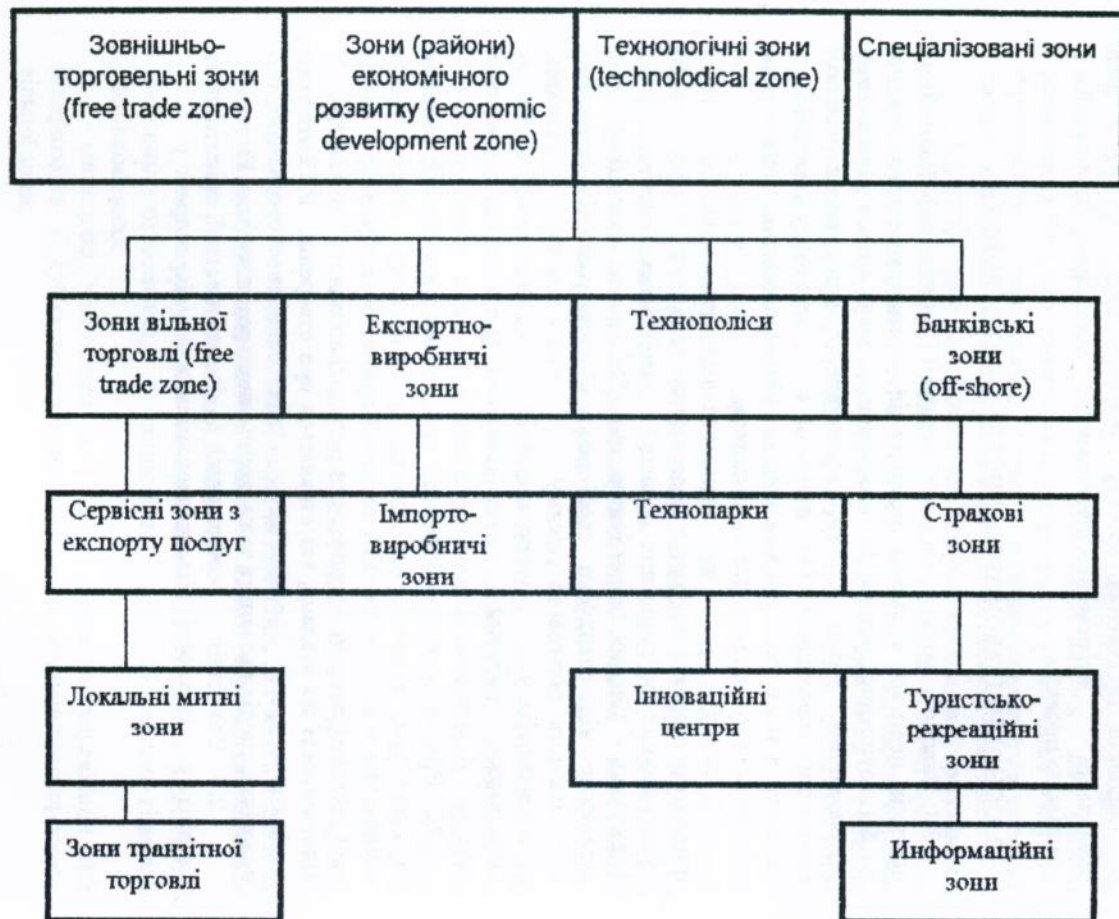 Зовнішньо-
торговельні зони
(free trade zone)
Зони (райони)
економічного
розвитку (economic
development zone)
Технологічні зони
(technolodical zone)
Спеціалізовані зони
Зони вільної
торговлі (free
trade zone)
Експортно-
виробничі
зони
Технополіси
Банківські
зони
(off-shore)
Сервісні зони з
експорту послуг
Імпорто-
виробничі
зони
Технопарки
Страхові
зони
Локальні митні
зони
Інноваційні
центри
Туристсько-
рекреаційні
зони
Зони транзітної
торговлі
Информаційні
зони